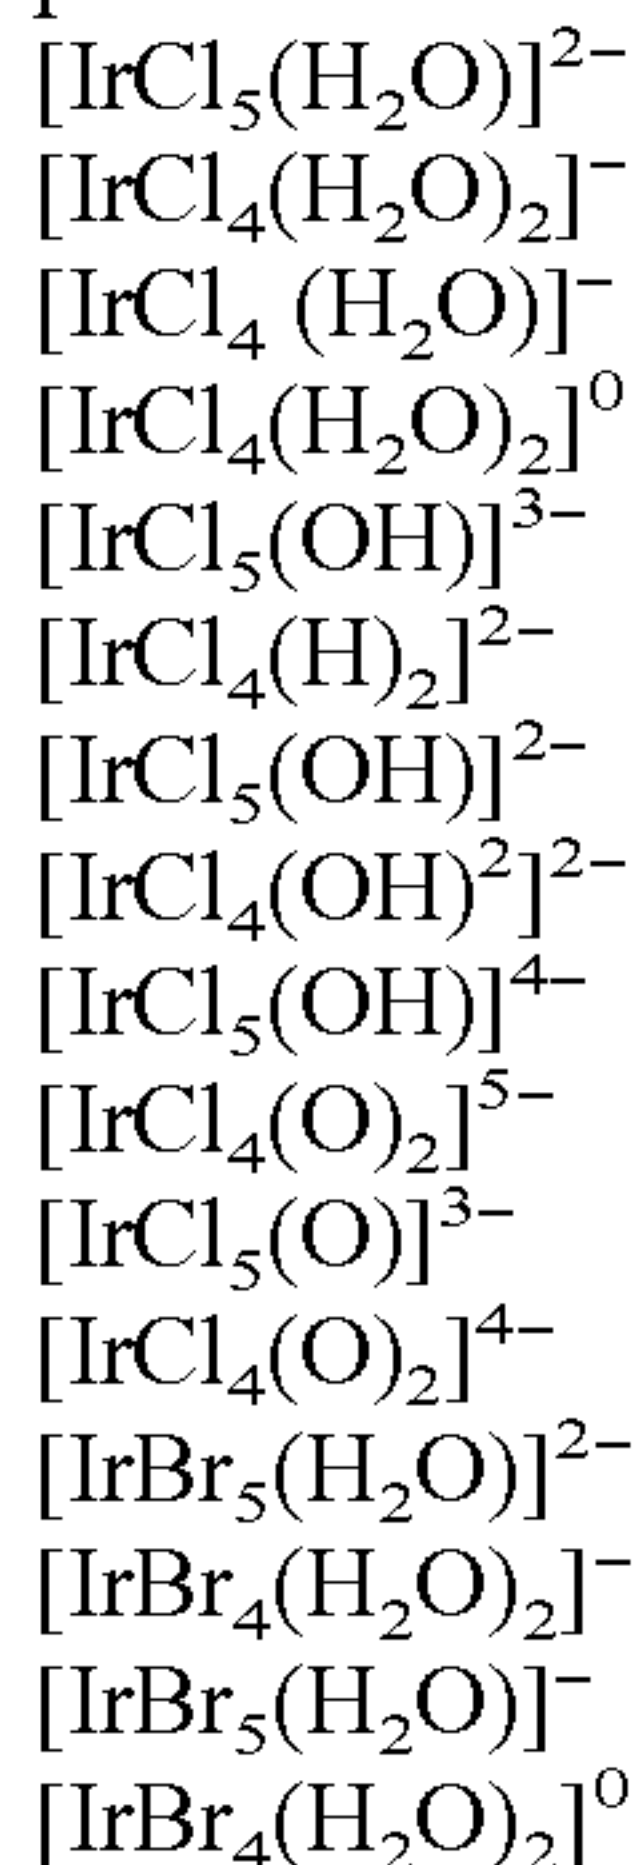 [IrCl₅(H₂O)]²⁻
[IrCl₄(H₂O)₂]⁻
[IrCl₄ (H₂O)]⁻
[IrCl₄(H₂O)₂]⁰
[IrCl₅(OH)]³⁻
[IrCl₄(H)₂]²⁻
[IrCl₅(OH)]²⁻
[IrCl₄(OH)²]²⁻
[IrCl₅(OH)]⁴⁻
[IrCl₄(O)₂]⁵⁻
[IrCl₅(O)]³⁻
[IrCl₄(O)₂]⁴⁻
[IrBr₅(H₂O)]²⁻
[IrBr₄(H₂O)₂]⁻
[IrBr₅(H₂O)]⁻
[IrBr₄(H₂O)₂]⁰